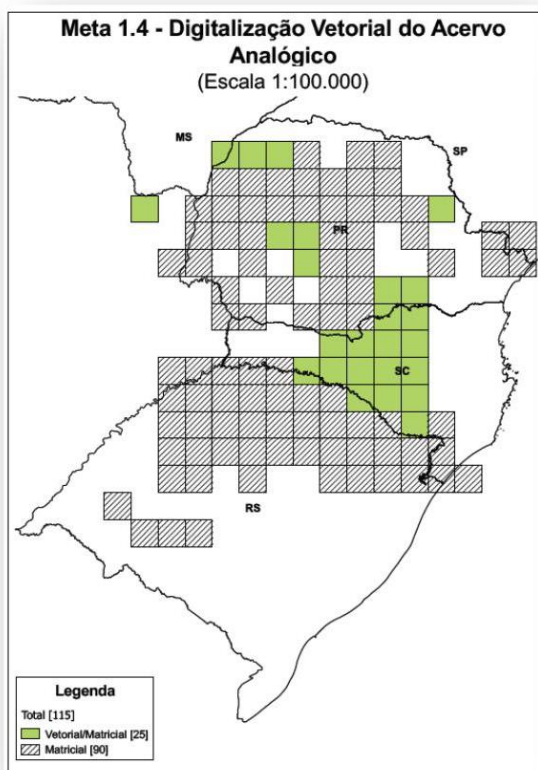 Meta 1.4 - Digitalização Vetorial do Acervo
Analógico
(Escala 1:100.000)
MS
SP
PR
SC
RS
Legenda
Total [115]
Vetorial/Matricial [25]
Matricial [90]